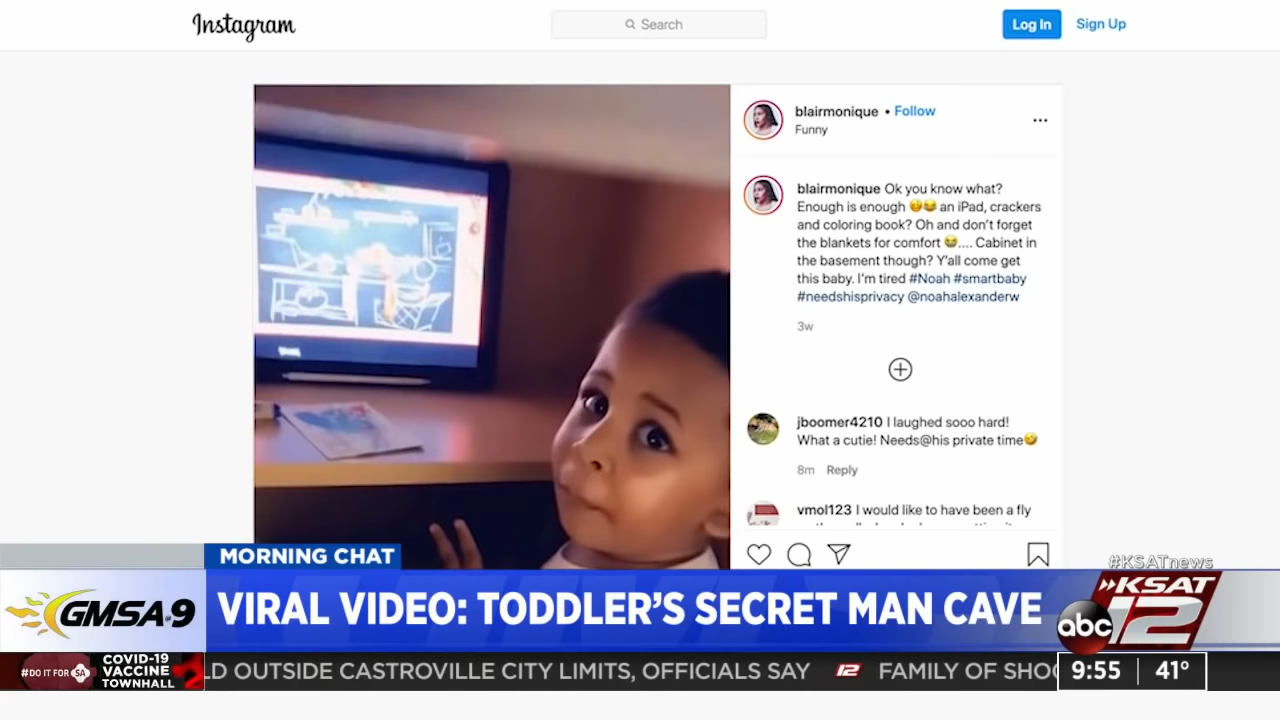 Instagram
Search
Log In
Sign Up
blairmonique • Follow
Funny
blairmonique Ok you know what?
Enough is enough 🥴😂 an iPad, crackers
and coloring book? Oh and don't forget
the blankets for comfort 😂.... Cabinet in
the basement though? Y'all come get
this baby. I'm tired #Noah #smartbaby
#needshisprivacy @noahalexanderw
3w
jboomer4210 I laughed sooo hard!
What a cutie! Needs@his private time🤣
8m Reply
vmol123 I would like to have been a fly
#KSATnews
MORNING CHAT
GMSA@9
VIRAL VIDEO: TODDLER'S SECRET MAN CAVE
KSAT
abc 12
#DO IT FOR SA
COVID-19
VACCINE
TOWNHALL
LD OUTSIDE CASTROVILLE CITY LIMITS, OFFICIALS SAY 12 FAMILY OF SHOO
9:55 41°